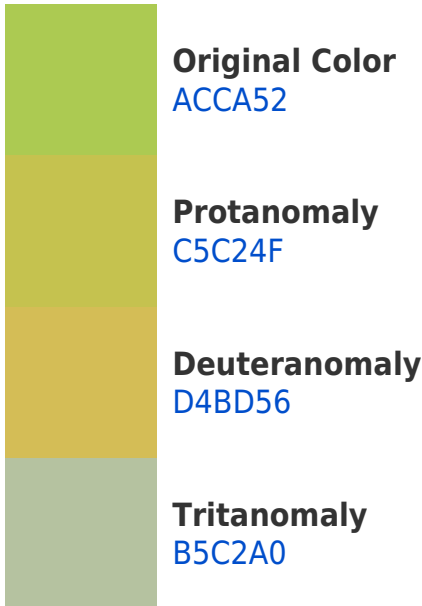 Original Color
ACCA52
Protanomaly
C5C24F
Deuteranomaly
D4BD56
Tritanomaly
B5C2A0